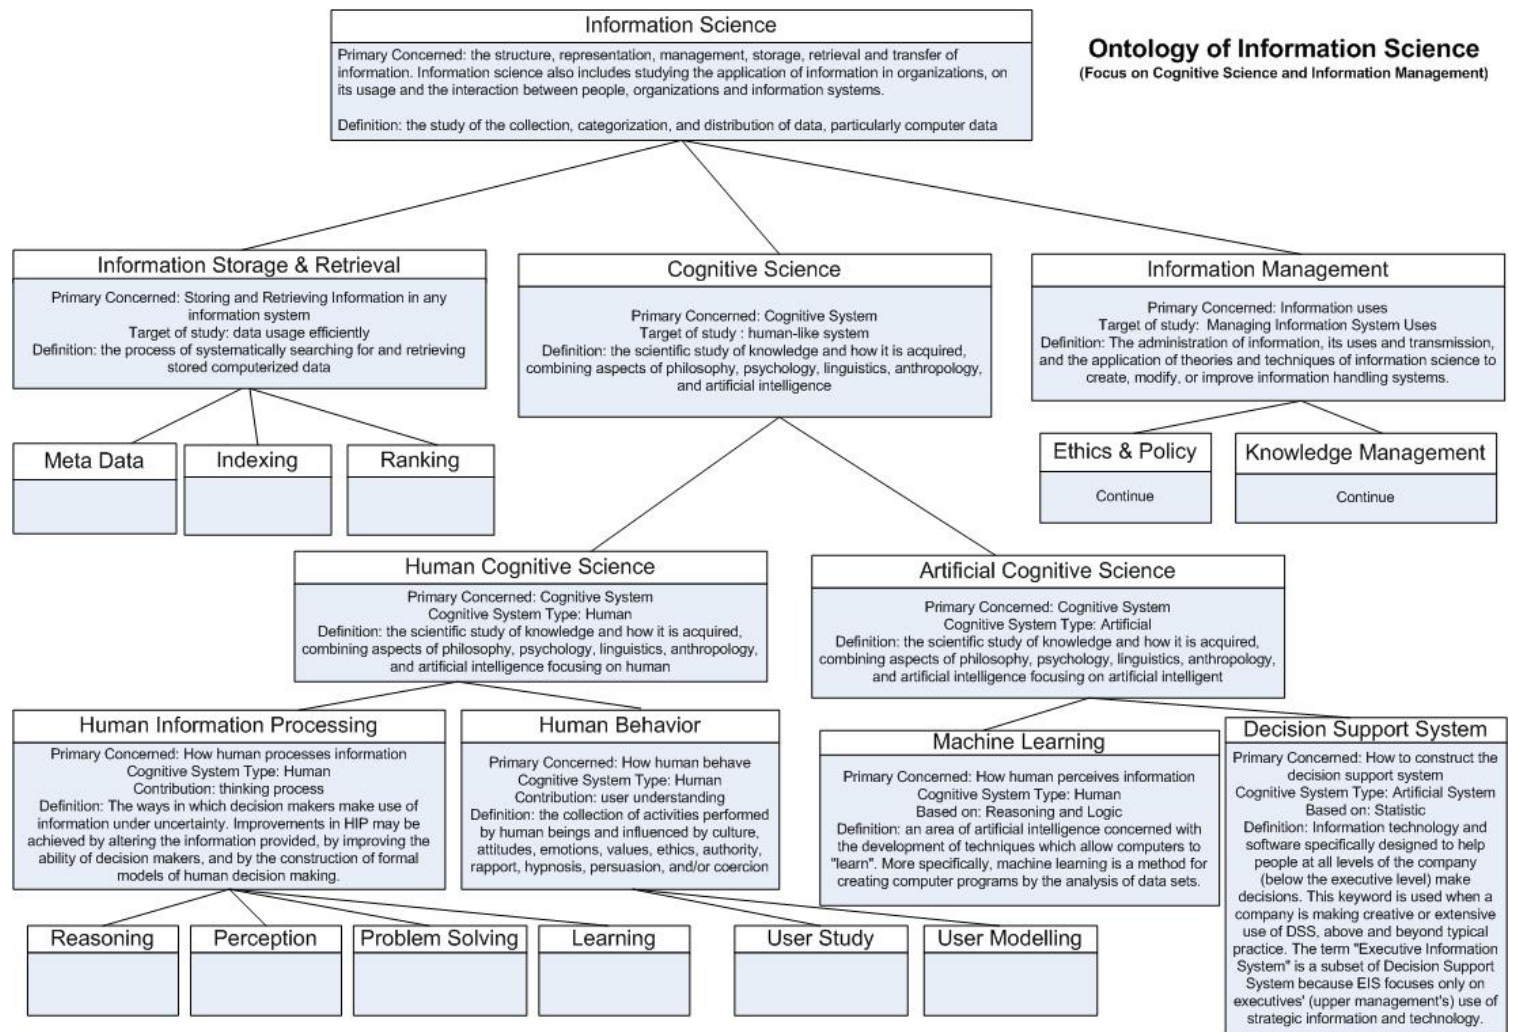 Information Science
Primary Concerned: the structure, representation, management, storage, retrieval and transfer of
information. Information science also includes studying the application of information in organizations, on
its usage and the interaction between people, organizations and information systems.
Definition: the study of the collection, categorization, and distribution of data, particularly computer data
Ontology of Information Science
(Focus on Cognitive Science and Information Management)
Information Storage & Retrieval
Primary Concerned: Storing and Retrieving Information in any
information system
Target of study: data usage efficiently
Definition: the process of systematically searching for and retrieving
stored computerized data
Cognitive Science
Primary Concerned: Cognitive System
Target of study : human-like system
Definition: the scientific study of knowledge and how it is acquired,
combining aspects of philosophy, psychology, linguistics, anthropology,
and artificial intelligence
Information Management
Primary Concerned: Information uses
Target of study:  Managing Information System Uses
Definition: The administration of information, its uses and transmission,
and the application of theories and techniques of information science to
create, modify, or improve information handling systems.
Meta Data
Indexing
Ranking
Ethics & Policy
Continue
Knowledge Management
Continue
Human Cognitive Science
Primary Concerned: Cognitive System
Cognitive System Type: Human
Definition: the scientific study of knowledge and how it is acquired,
combining aspects of philosophy, psychology, linguistics, anthropology,
and artificial intelligence focusing on human
Artificial Cognitive Science
Primary Concerned: Cognitive System
Cognitive System Type: Artificial
Definition: the scientific study of knowledge and how it is acquired,
combining aspects of philosophy, psychology, linguistics, anthropology,
and artificial intelligence focusing on artificial intelligent
Human Information Processing
Primary Concerned: How human processes information
Cognitive System Type: Human
Contribution: thinking process
Definition: The ways in which decision makers make use of
information under uncertainty. Improvements in HIP may be
achieved by altering the information provided, by improving the
ability of decision makers, and by the construction of formal
models of human decision making.
Human Behavior
Primary Concerned: How human behave
Cognitive System Type: Human
Contribution: user understanding
Definition: the collection of activities performed
by human beings and influenced by culture,
attitudes, emotions, values, ethics, authority,
rapport, hypnosis, persuasion, and/or coercion
Machine Learning
Primary Concerned: How human perceives information
Cognitive System Type: Human
Based on: Reasoning and Logic
Definition: an area of artificial intelligence concerned with
the development of techniques which allow computers to
"learn". More specifically, machine learning is a method for
creating computer programs by the analysis of data sets.
Decision Support System
Primary Concerned: How to construct the
decision support system
Cognitive System Type: Artificial System
Based on: Statistic
Definition: Information technology and
software specifically designed to help
people at all levels of the company
(below the executive level) make
decisions. This keyword is used when a
company is making creative or extensive
use of DSS, above and beyond typical
practice. The term "Executive Information
System" is a subset of Decision Support
System because EIS focuses only on
executives' (upper management's) use of
strategic information and technology.
Reasoning
Perception
Problem Solving
Learning
User Study
User Modelling